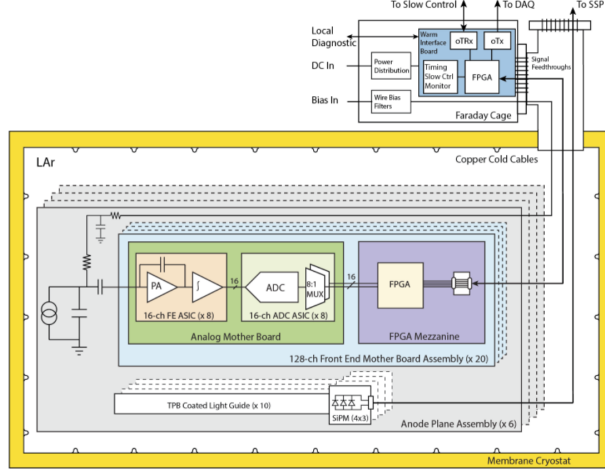 To Slow Control
To DAQ
To SSP
Local
Diagnostic
Warm
Interface
Board
oTRx
oTx
DC In
Power
Distribution
Timing
Slow Ctrl
Monitor
FPGA
Signal
Feedthroughs
Bias In
Wire Bias
Filters
Faraday Cage
LAr
Copper Cold Cables
PA
∫
16
ADC
8:1
MUX
16
FPGA
16-ch FE ASIC (x 8)
16-ch ADC ASIC (x 8)
Analog Mother Board
FPGA Mezzanine
128-ch Front End Mother Board Assembly (x 20)
TPB Coated Light Guide (x 10)
SiPM (4x3)
Anode Plane Assembly (x 6)
Membrane Cryostat